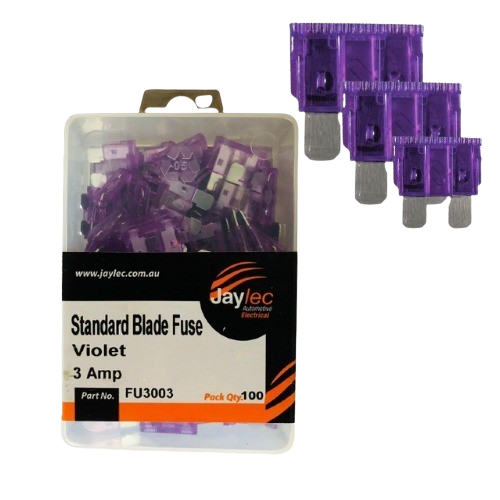 www.jaylec.com.au
Jaylec
Automotive
Electrical
Standard Blade Fuse
Violet
3 Amp
Part No. FU3003
Pack Qty. 100